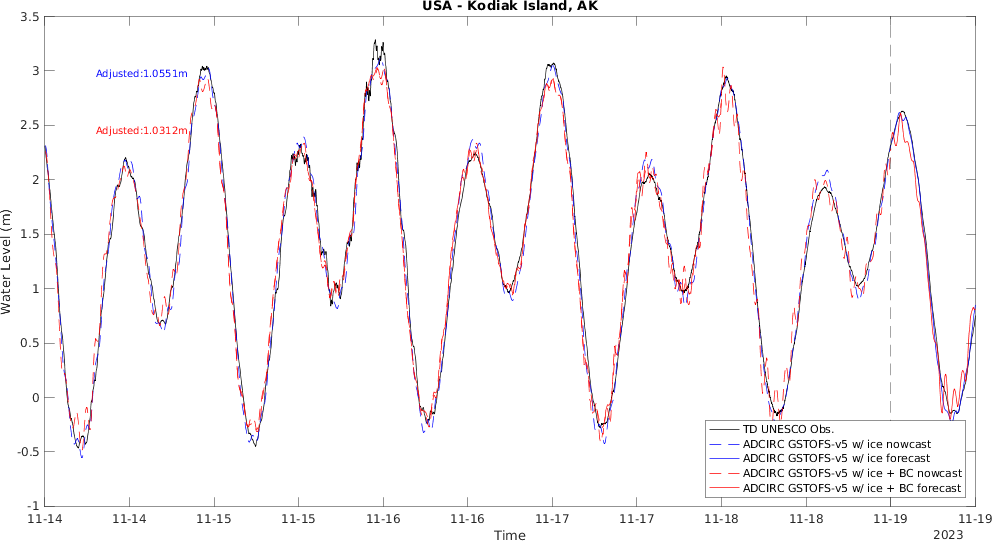 USA - Kodiak Island, AK
3.5
3
2.5
2
1.5
1
0.5
0
-0.5
-1
Water Level (m)
Adjusted:1.0551m
Adjusted:1.0312m
TD UNESCO Obs.
ADCIRC GSTOFS-v5 w/ ice nowcast
ADCIRC GSTOFS-v5 w/ ice forecast
ADCIRC GSTOFS-v5 w/ ice + BC nowcast
ADCIRC GSTOFS-v5 w/ ice + BC forecast
11-14 11-14 11-15 11-15 11-16 11-16 11-17 11-17 11-18 11-18 11-19 11-19
Time
2023